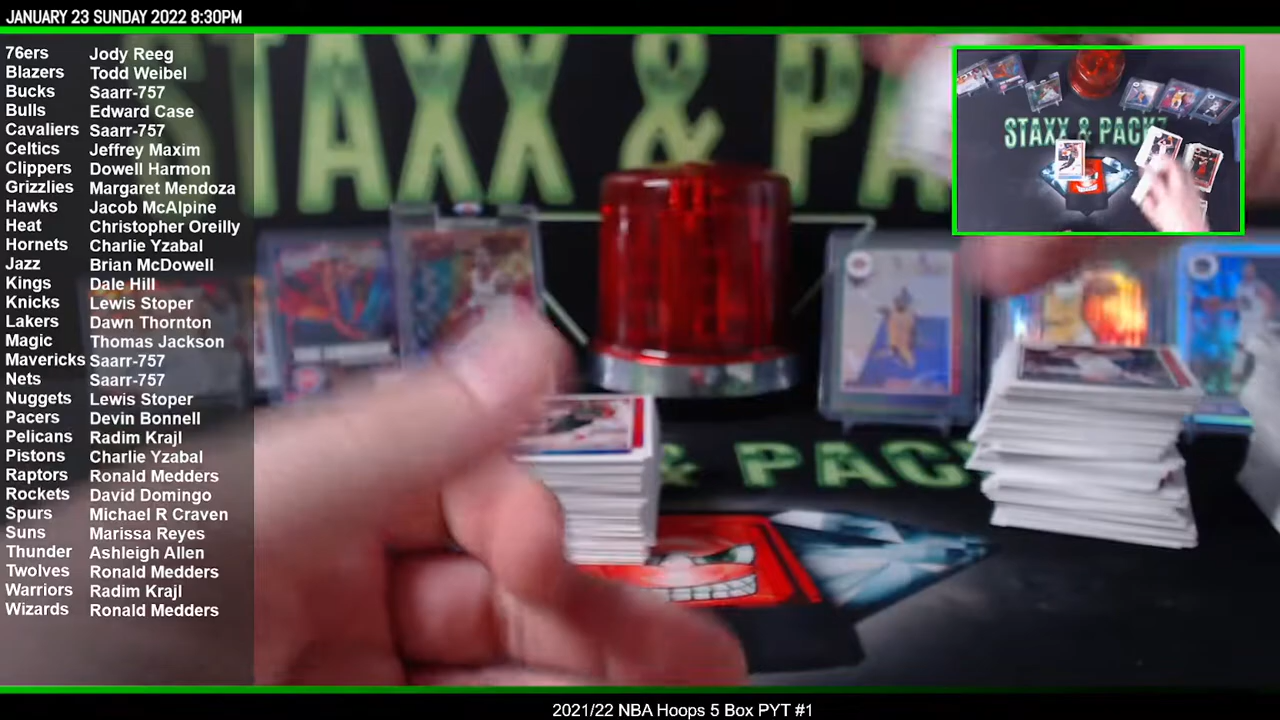 JANUARY 23 SUNDAY 2022 8:30PM
76ers Jody Reeg
Blazers Todd Weibel
Bucks Saarr-757
Bulls Edward Case
Cavaliers Saarr-757
Celtics Jeffrey Maxim
Clippers Dowell Harmon
Grizzlies Margaret Mendoza
Hawks Jacob McAlpine
Heat Christopher Oreilly
Hornets Charlie Yzabal
Jazz Brian McDowell
Kings Dale Hill
Knicks Lewis Stoper
Lakers Dawn Thornton
Magic Thomas Jackson
Mavericks Saarr-757
Nets Saarr-757
Nuggets Lewis Stoper
Pacers Devin Bonnell
Pelicans Radim Krajl
Pistons Charlie Yzabal
Raptors Ronald Medders
Rockets David Domingo
Spurs Michael R Craven
Suns Marissa Reyes
Thunder Ashleigh Allen
Twolves Ronald Medders
Warriors Radim Krajl
Wizards Ronald Medders
STAXX & PA
STAXX & PACKZ
& PAC
2021/22 NBA Hoops 5 Box PYT #1